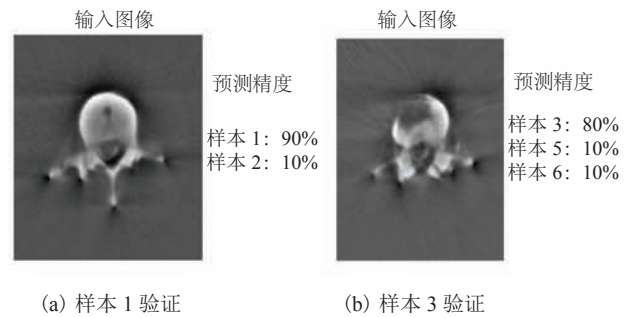 输入图像
预测精度
样本 1：90%
样本 2：10%
(a) 样本 1 验证
输入图像
预测精度
样本 3：80%
样本 5：10%
样本 6：10%
(b) 样本 3 验证